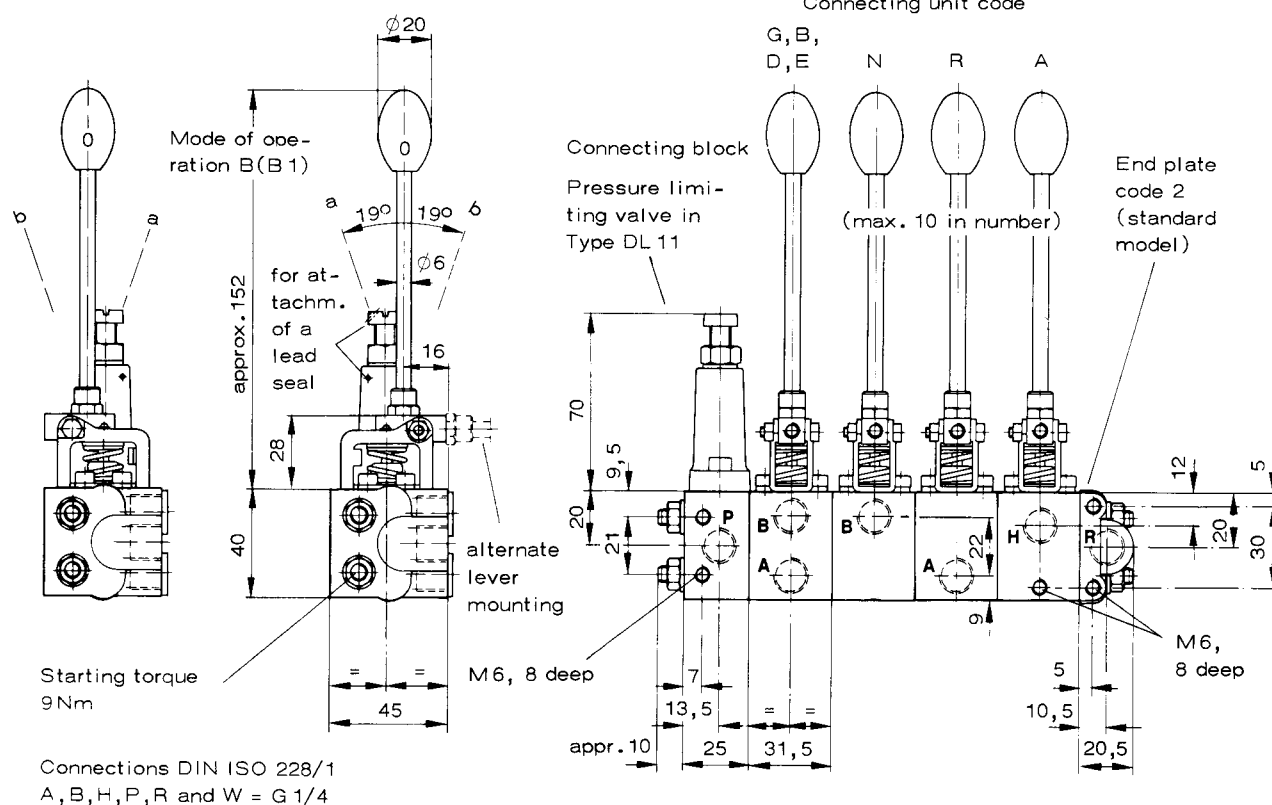 Connecting unit code
G, B,
D, E
N
R
A
Ø20
0
0
Mode of ope-
ration B(B 1)
b
a
a
19°
19°
b
Ø6
for at-
tachm.
of a
lead
seal
16
approx. 152
28
40
alternate
lever
mounting
Starting torque
9 Nm
=
=
45
Connecting block
Pressure limi-
ting valve in
Type DL 11
(max. 10 in number)
End plate
code 2
(standard
model)
70
9,5
20
21
P
B
A
B
A
H
R
22
9
12
5
20
30
M6, 8 deep
7
13,5
=
=
appr. 10
25
31,5
M6,
8 deep
5
10,5
20,5
Connections DIN ISO 228/1
A, B, H, P, R and W = G 1/4